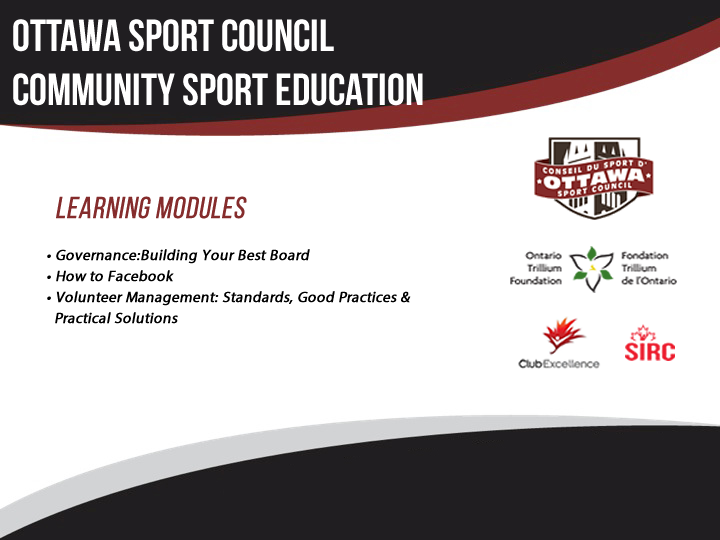 OTTAWA SPORT COUNCIL
COMMUNITY SPORT EDUCATION
LEARNING MODULES
• Governance:Building Your Best Board
• How to Facebook
• Volunteer Management: Standards, Good Practices &
Practical Solutions
CONSEIL DU SPORT D'
OTTAWA
SPORT COUNCIL
Ontario
Trillium
Foundation
Fondation
Trillium
de l'Ontario
ClubExcellence
SIRC